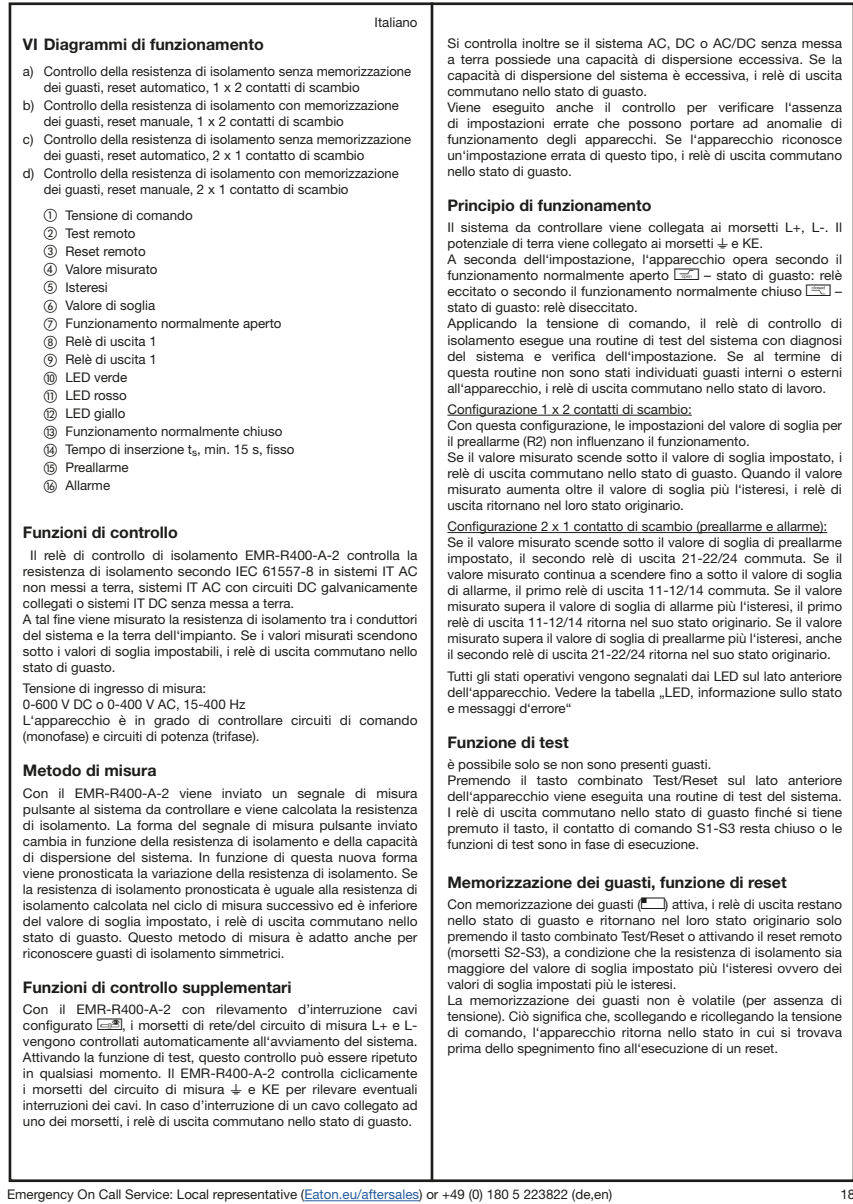 Italiano
VI Diagrammi di funzionamento
a) Controllo della resistenza di isolamento senza memorizzazione
dei guasti, reset automatico, 1 x 2 contatti di scambio
b) Controllo della resistenza di isolamento con memorizzazione
dei guasti, reset manuale, 1 x 2 contatti di scambio
c) Controllo della resistenza di isolamento senza memorizzazione
dei guasti, reset automatico, 2 x 1 contatto di scambio
d) Controllo della resistenza di isolamento con memorizzazione
dei guasti, reset manuale, 2 x 1 contatto di scambio
① Tensione di comando
② Test remoto
③ Reset remoto
④ Valore misurato
⑤ Isteresi
⑥ Valore di soglia
⑦ Funzionamento normalmente aperto
⑧ Relè di uscita 1
⑨ Relè di uscita 1
⑩ LED verde
⑪ LED rosso
⑫ LED giallo
⑬ Funzionamento normalmente chiuso
⑭ Tempo di inserzione ts, min. 15 s, fisso
⑮ Preallarme
⑯ Allarme
Funzioni di controllo
Il relè di controllo di isolamento EMR-R400-A-2 controlla la
resistenza di isolamento secondo IEC 61557-8 in sistemi IT AC
non messi a terra, sistemi IT AC con circuiti DC galvanicamente
collegati o sistemi IT DC senza messa a terra.
A tal fine viene misurato la resistenza di isolamento tra i conduttori
del sistema e la terra dell'impianto. Se i valori misurati scendono
sotto i valori di soglia impostabili, i relè di uscita commutano nello
stato di guasto.
Tensione di ingresso di misura:
0-600 V DC o 0-400 V AC, 15-400 Hz
L'apparecchio è in grado di controllare circuiti di comando
(monofase) e circuiti di potenza (trifase).
Metodo di misura
Con il EMR-R400-A-2 viene inviato un segnale di misura
pulsante al sistema da controllare e viene calcolata la resistenza
di isolamento. La forma del segnale di misura pulsante inviato
cambia in funzione della resistenza di isolamento e della capacità
di dispersione del sistema. In funzione di questa nuova forma
viene pronosticata la variazione della resistenza di isolamento. Se
la resistenza di isolamento pronosticata è uguale alla resistenza di
isolamento calcolata nel ciclo di misura successivo ed è inferiore
del valore di soglia impostato, i relè di uscita commutano nello
stato di guasto. Questo metodo di misura è adatto anche per
riconoscere guasti di isolamento simmetrici.
Funzioni di controllo supplementari
Con il EMR-R400-A-2 con rilevamento d'interruzione cavi
configurato , i morsetti di rete/del circuito di misura L+ e L-
vengono controllati automaticamente all'avviamento del sistema.
Attivando la funzione di test, questo controllo può essere ripetuto
in qualsiasi momento. Il EMR-R400-A-2 controlla ciclicamente
i morsetti del circuito di misura ⏚ e KE per rilevare eventuali
interruzioni dei cavi. In caso d'interruzione di un cavo collegato ad
uno dei morsetti, i relè di uscita commutano nello stato di guasto.
Si controlla inoltre se il sistema AC, DC o AC/DC senza messa
a terra possiede una capacità di dispersione eccessiva. Se la
capacità di dispersione del sistema è eccessiva, i relè di uscita
commutano nello stato di guasto.
Viene eseguito anche il controllo per verificare l'assenza
di impostazioni errate che possono portare ad anomalie di
funzionamento degli apparecchi. Se l'apparecchio riconosce
un'impostazione errata di questo tipo, i relè di uscita commutano
nello stato di guasto.
Principio di funzionamento
Il sistema da controllare viene collegata ai morsetti L+, L-. Il
potenziale di terra viene collegato ai morsetti ⏚ e KE.
A seconda dell'impostazione, l'apparecchio opera secondo il
funzionamento normalmente aperto – stato di guasto: relè
eccitato o secondo il funzionamento normalmente chiuso –
stato di guasto: relè diseccitato.
Applicando la tensione di comando, il relè di controllo di
isolamento esegue una routine di test del sistema con diagnosi
del sistema e verifica dell'impostazione. Se al termine di
questa routine non sono stati individuati guasti interni o esterni
all'apparecchio, i relè di uscita commutano nello stato di lavoro.
Configurazione 1 x 2 contatti di scambio:
Con questa configurazione, le impostazioni del valore di soglia per
il preallarme (R2) non influenzano il funzionamento.
Se il valore misurato scende sotto il valore di soglia impostato, i
relè di uscita commutano nello stato di guasto. Quando il valore
misurato aumenta oltre il valore di soglia più l'isteresi, i relè di
uscita ritornano nel loro stato originario.
Configurazione 2 x 1 contatto di scambio (preallarme e allarme):
Se il valore misurato scende sotto il valore di soglia di preallarme
impostato, il secondo relè di uscita 21-22/24 commuta. Se il
valore misurato continua a scendere fino a sotto il valore di soglia
di allarme, il primo relè di uscita 11-12/14 commuta. Se il valore
misurato supera il valore di soglia di allarme più l'isteresi, il primo
relè di uscita 11-12/14 ritorna nel suo stato originario. Se il valore
misurato supera il valore di soglia di preallarme più l'isteresi, anche
il secondo relè di uscita 21-22/24 ritorna nel suo stato originario.
Tutti gli stati operativi vengono segnalati dai LED sul lato anteriore
dell'apparecchio. Vedere la tabella „LED, informazione sullo stato
e messaggi d'errore"
Funzione di test
è possibile solo se non sono presenti guasti.
Premendo il tasto combinato Test/Reset sul lato anteriore
dell'apparecchio viene eseguita una routine di test del sistema.
I relè di uscita commutano nello stato di guasto finché si tiene
premuto il tasto, il contatto di comando S1-S3 resta chiuso o le
funzioni di test sono in fase di esecuzione.
Memorizzazione dei guasti, funzione di reset
Con memorizzazione dei guasti ( ) attiva, i relè di uscita restano
nello stato di guasto e ritornano nel loro stato originario solo
premendo il tasto combinato Test/Reset o attivando il reset remoto
(morsetti S2-S3), a condizione che la resistenza di isolamento sia
maggiore del valore di soglia impostato più l'isteresi ovvero dei
valori di soglia impostati più le isteresi.
La memorizzazione dei guasti non è volatile (per assenza di
tensione). Ciò significa che, scollegando e ricollegando la tensione
di comando, l'apparecchio ritorna nello stato in cui si trovava
prima dello spegnimento fino all'esecuzione di un reset.
Emergency On Call Service: Local representative (Eaton.eu/aftersales) or +49 (0) 180 5 223822 (de,en)
18